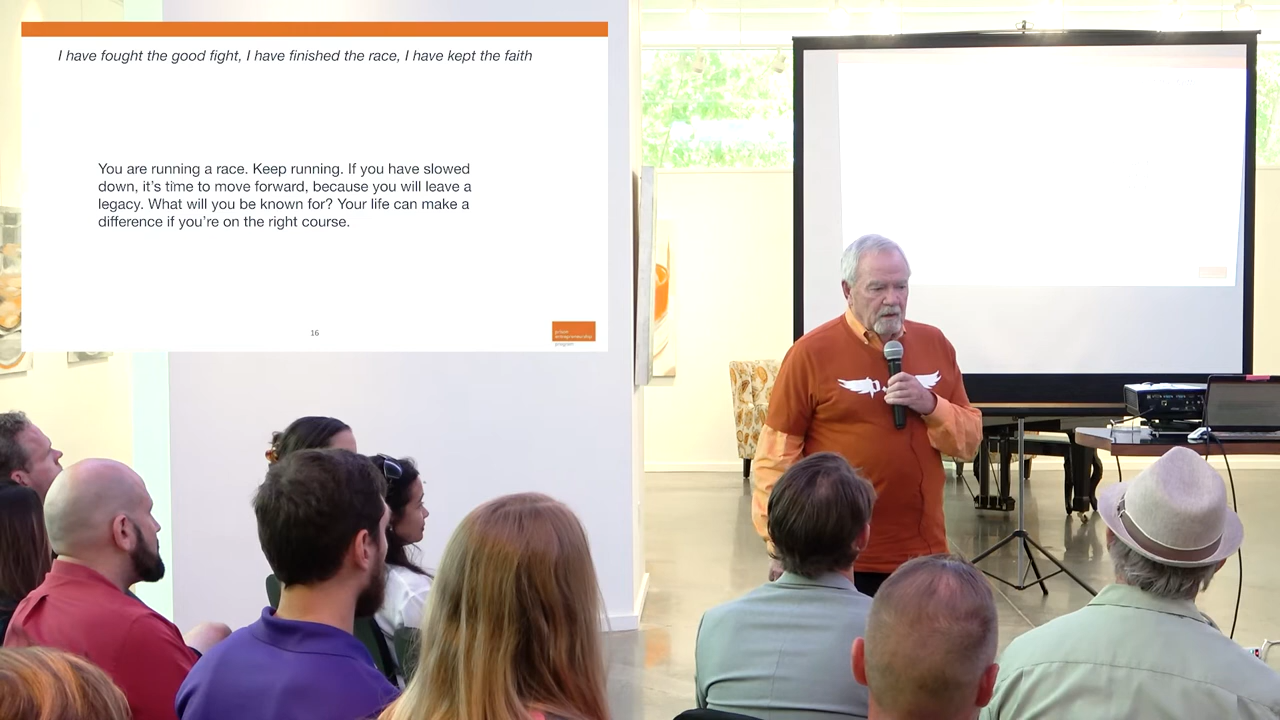 I have fought the good fight, I have finished the race, I have kept the faith
You are running a race. Keep running. If you have slowed
down, it's time to move forward, because you will leave a
legacy. What will you be known for? Your life can make a
difference if you're on the right course.
16
program